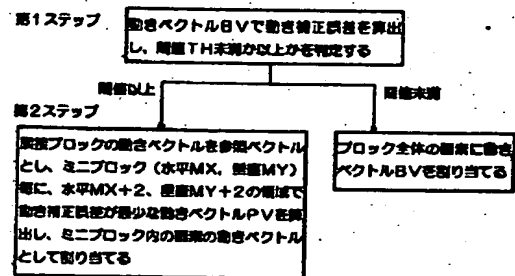 第1ステップ
動きベクトルBVで動き補正誤差を算出
し、閾値TH未満か以上かを判定する
閾値以上
閾値未満
第2ステップ
隣接ブロックの動きベクトルを参照ベクトル
とし、ミニブロック（水平MX，垂直MY）
毎に、水平MX+2、垂直MY+2の領域で
動き補正誤差が最少な動きベクトルPVを算
出し、ミニブロック内の画素の動きベクトル
として割り当てる
ブロック全体の画素に動き
ベクトルBVを割り当てる